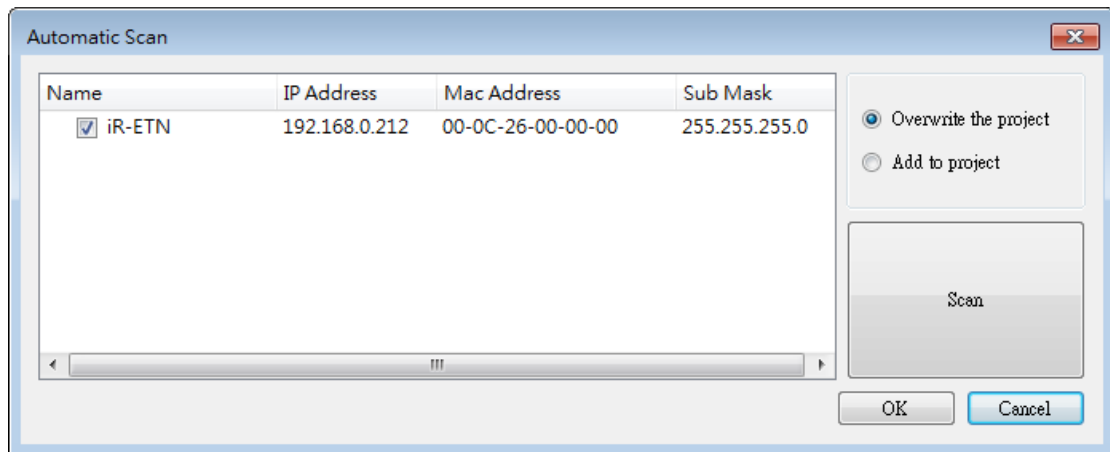 Automatic Scan
Name IP Address Mac Address Sub Mask
iR-ETN 192.168.0.212 00-0C-26-00-00-00 255.255.255.0
Overwrite the project
Add to project
Scan
OK Cancel